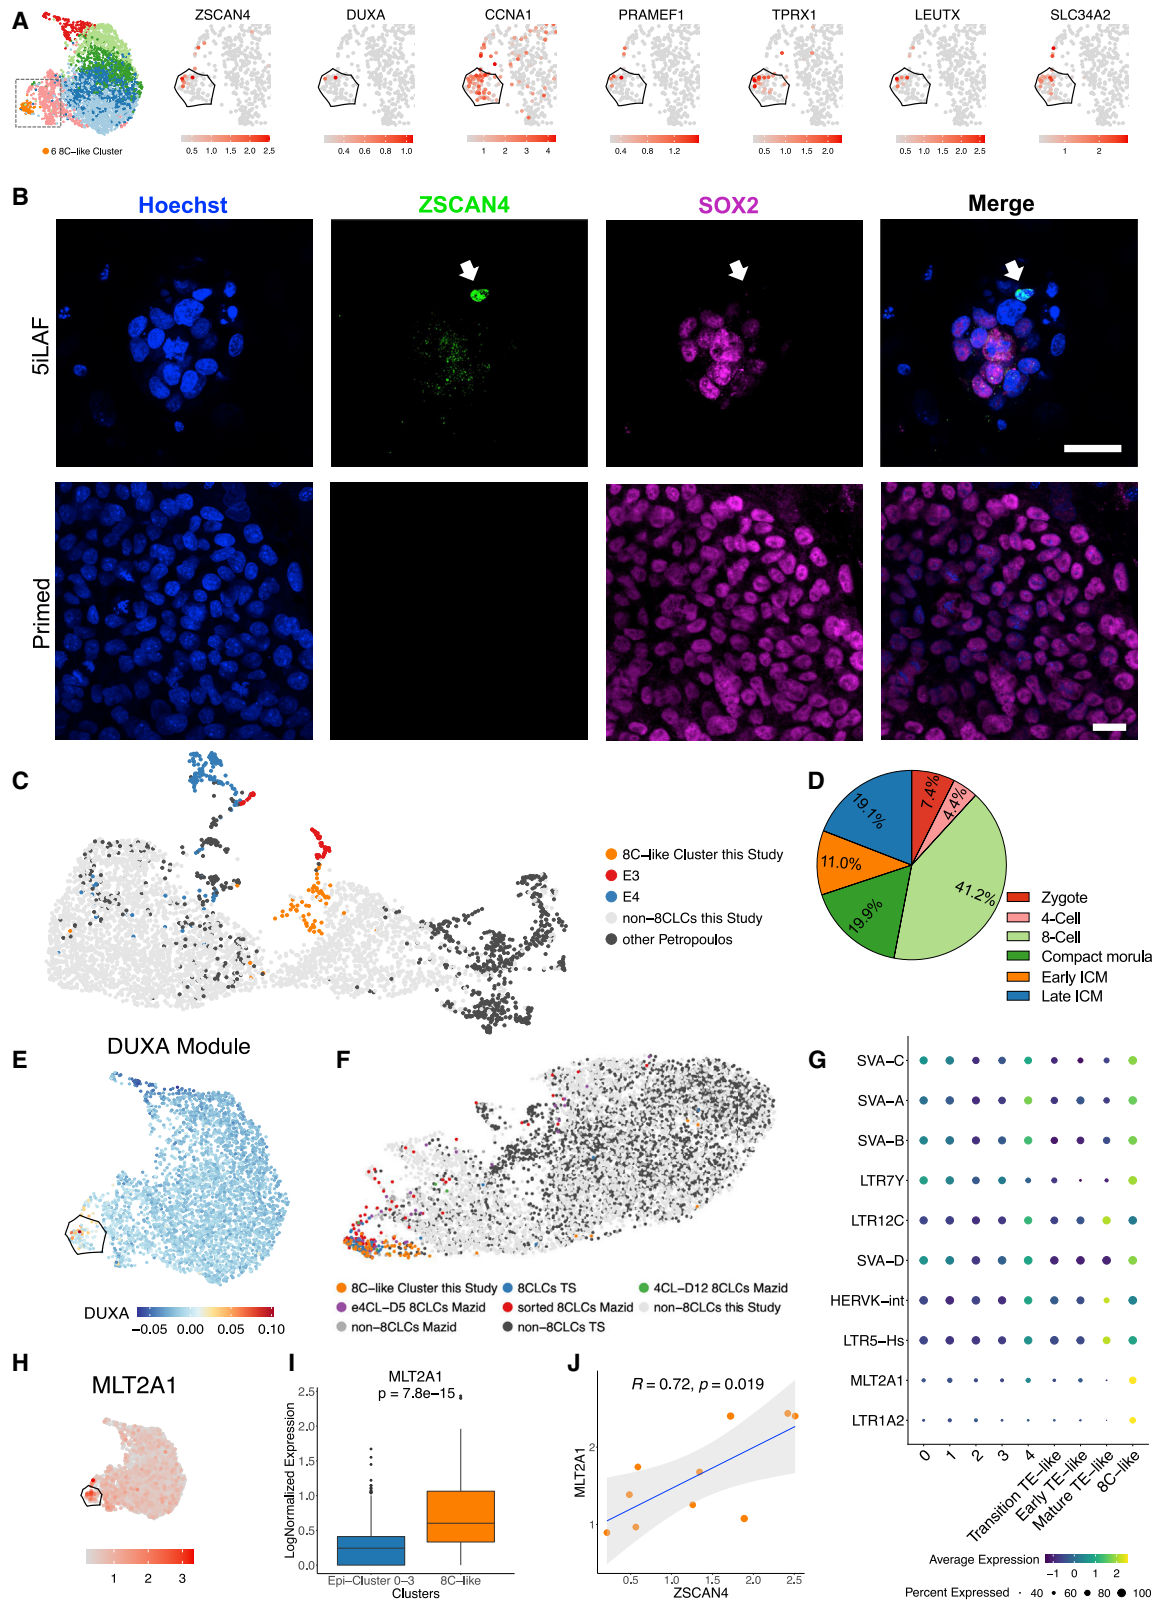 A
ZSCAN4
DUXA
CCNA1
PRAMEF1
TPRX1
LEUTX
SLC34A2
6 8C-like Cluster
0.5 1.0 1.5 2.0 2.5
0.4 0.6 0.8 1.0
1 2 3 4
0.4 0.8 1.2
0.5 1.0 1.5 2.0
0.5 1.0 1.5 2.0 2.5
1 2
B
Hoechst
ZSCAN4
SOX2
Merge
5iLAF
Primed
C
8C-like Cluster this Study
E3
E4
non-8CLCs this Study
other Petropoulos
D
7.4%
4.4%
41.2%
19.9%
11.0%
19.1%
Zygote
4-Cell
8-Cell
Compact morula
Early ICM
Late ICM
E
DUXA Module
DUXA
-0.05 0.00 0.05 0.10
F
8C-like Cluster this Study
8CLCs TS
4CL-D12 8CLCs Mazid
e4CL-D5 8CLCs Mazid
sorted 8CLCs Mazid
non-8CLCs this Study
non-8CLCs Mazid
non-8CLCs TS
G
SVA-C
SVA-A
SVA-B
LTR7Y
LTR12C
SVA-D
HERVK-int
LTR5-Hs
MLT2A1
LTR1A2
0
1
2
3
4
Transition TE-like
Early TE-like
Mature TE-like
8C-like
Average Expression
-1 0 1 2
Percent Expressed
40 60 80 100
H
MLT2A1
1 2 3
I
MLT2A1
p = 7.8e-15
LogNormalized Expression
2.5
2.0
1.5
1.0
0.5
0.0
Epi-Cluster 0-3
8C-like
Clusters
J
R = 0.72, p = 0.019
MLT2A1
2
1
0.5 1.0 1.5 2.0 2.5
ZSCAN4